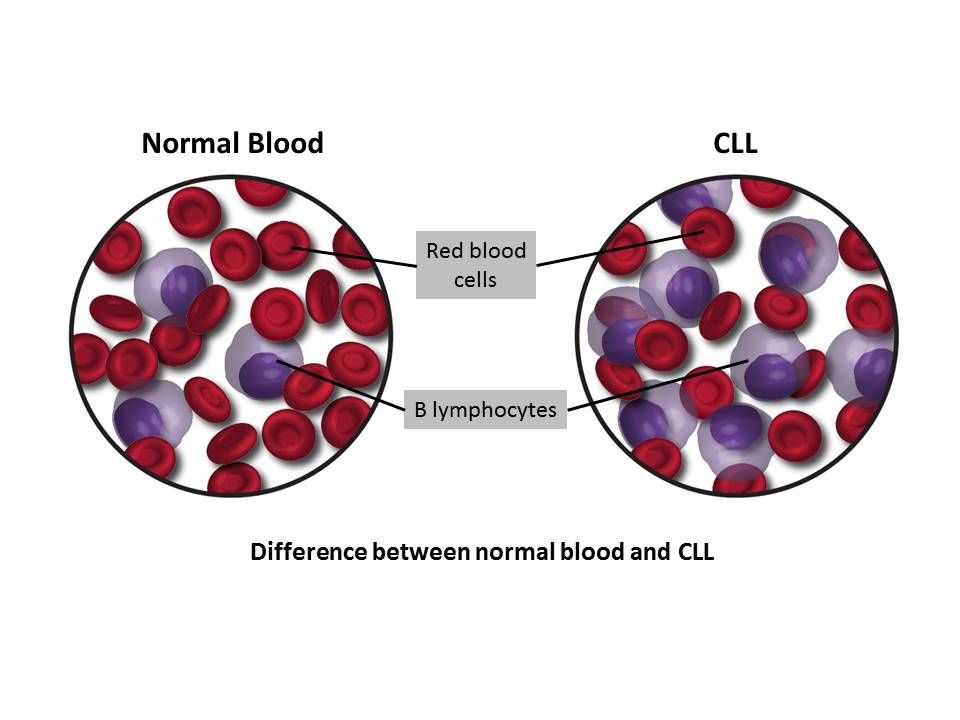 Normal Blood
CLL
Red blood
cells
B lymphocytes
Difference between normal blood and CLL